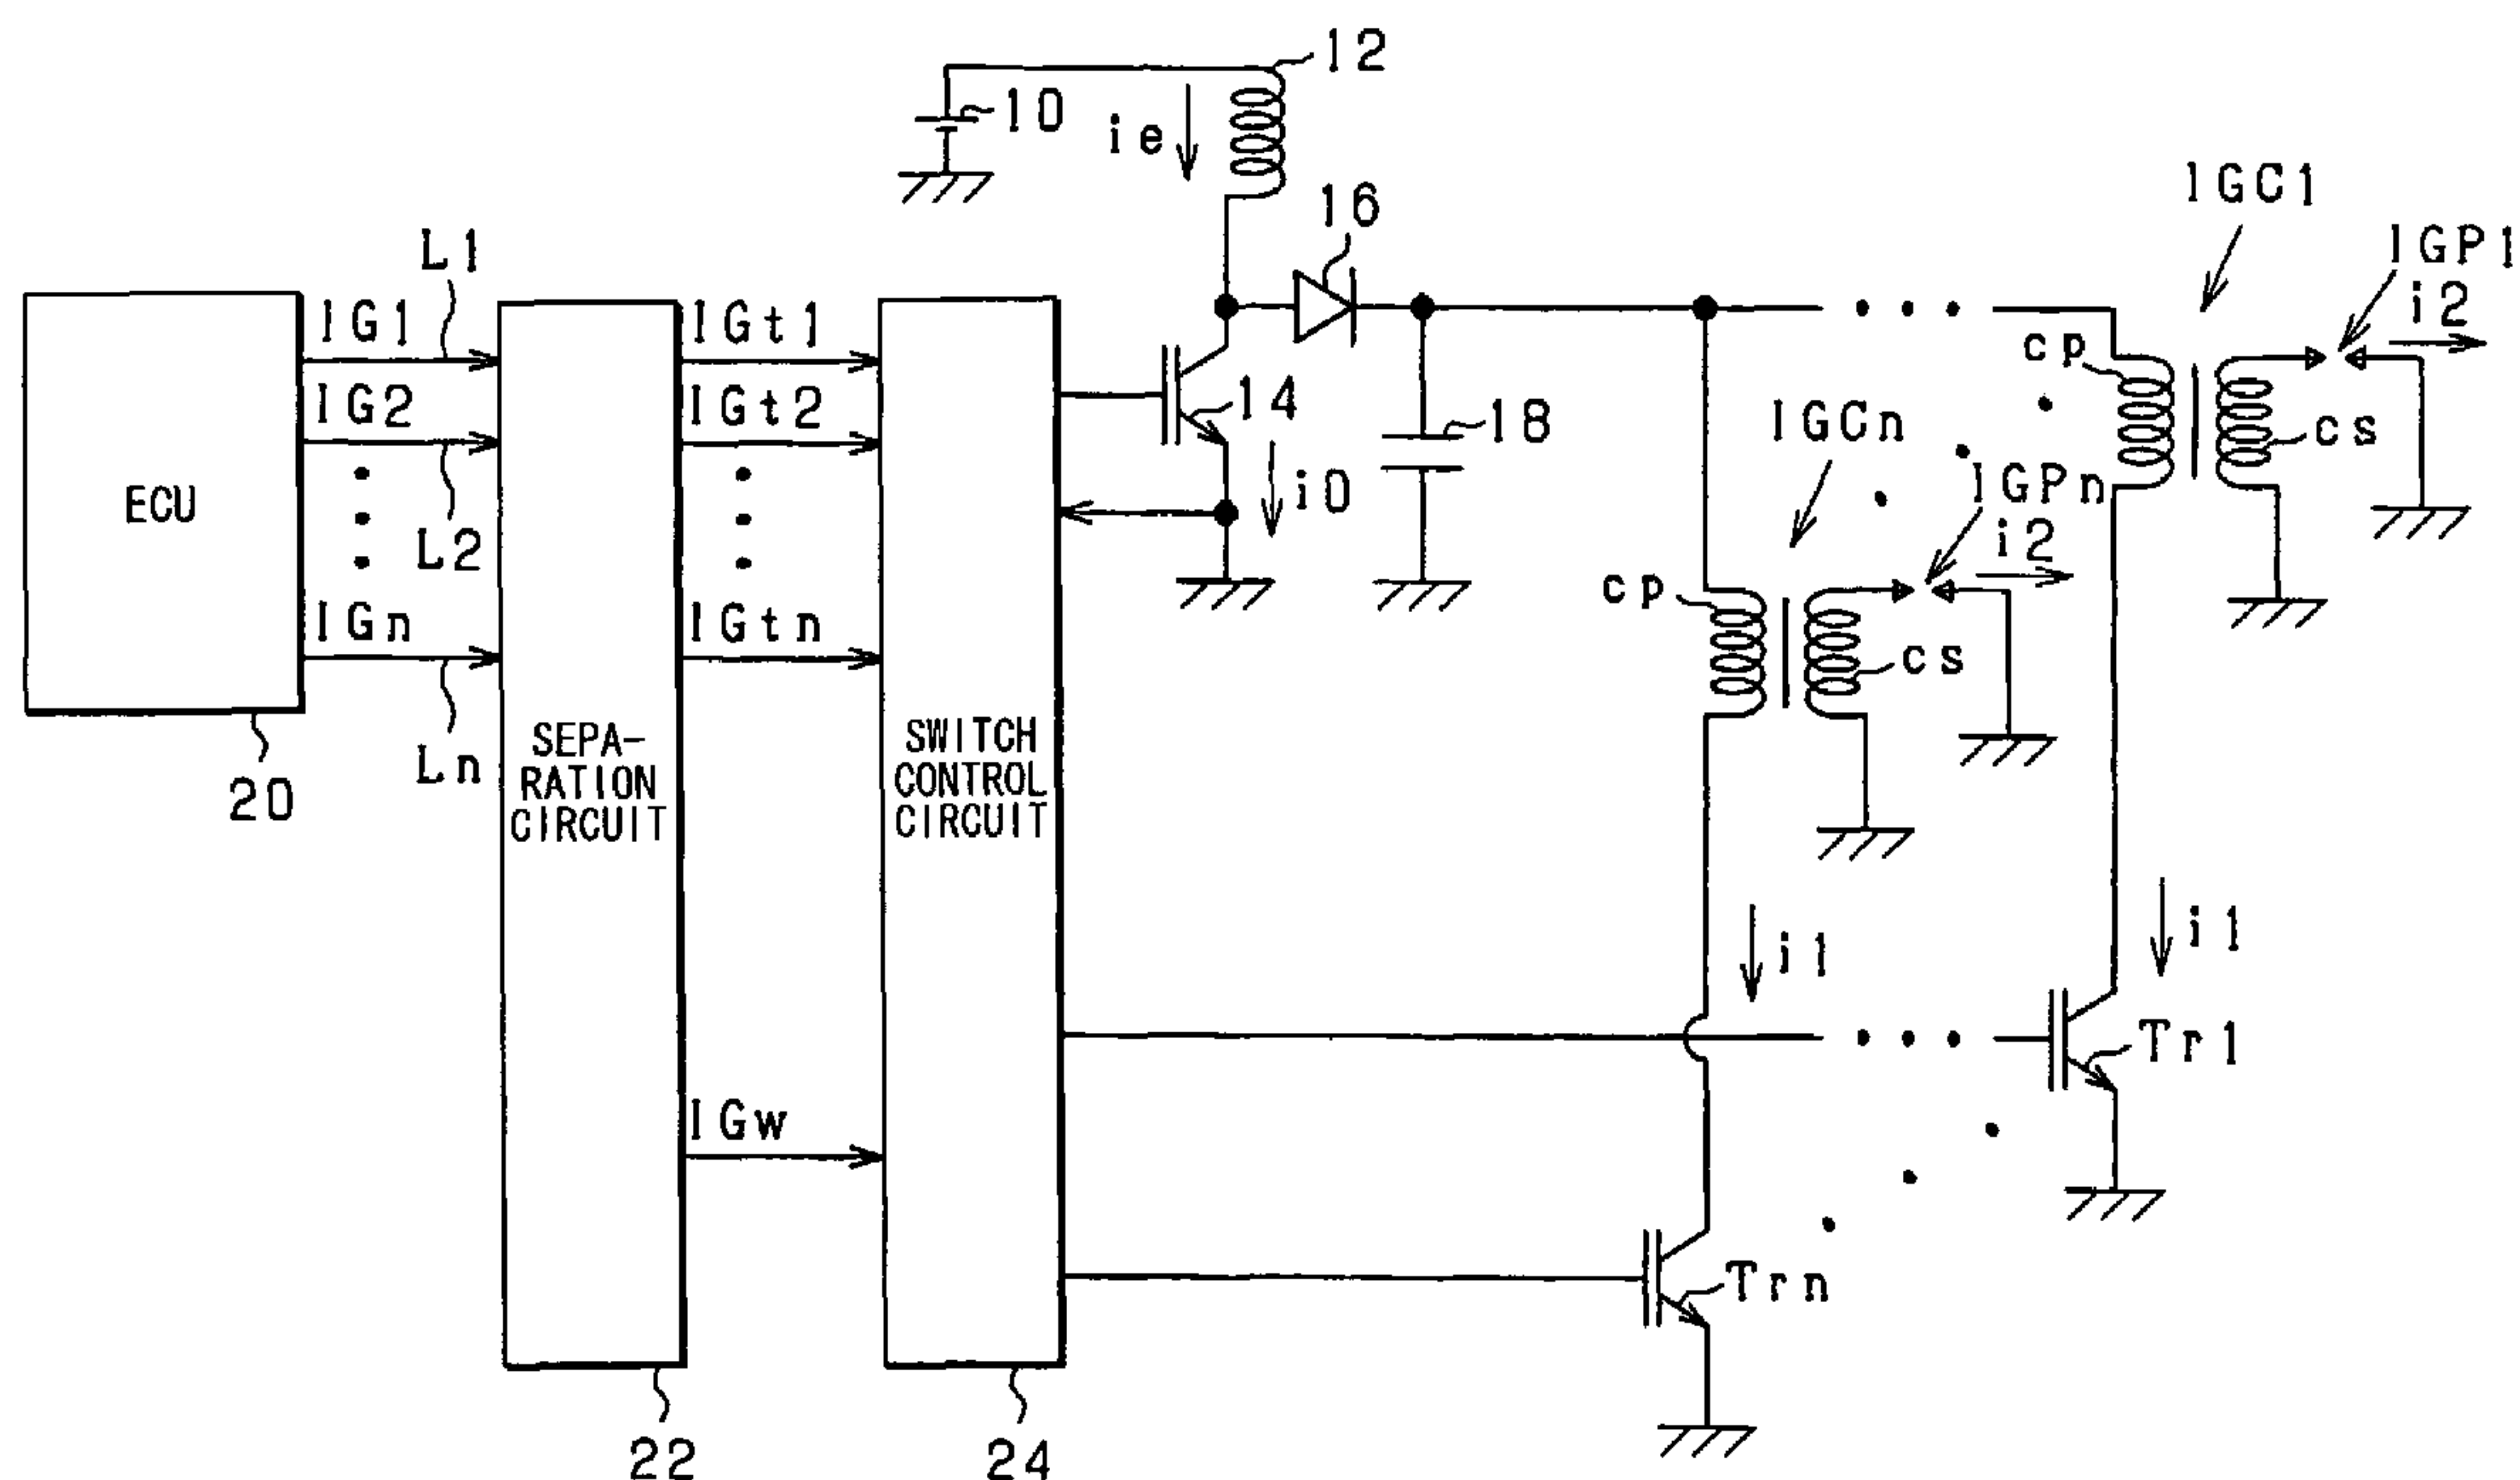 12
10
ie
16
IGC1
IGP1
i2
L1
IG1
IGt1
cp
IG2
IGt2
14
18
IGCn
cs
ECU
L2
i0
IGPn
i2
IGn
IGtn
cp
cs
Ln
20
SEPA-
RATION
CIRCUIT
SWITCH
CONTROL
CIRCUIT
i1
i1
Tr1
IGw
Trn
22
24